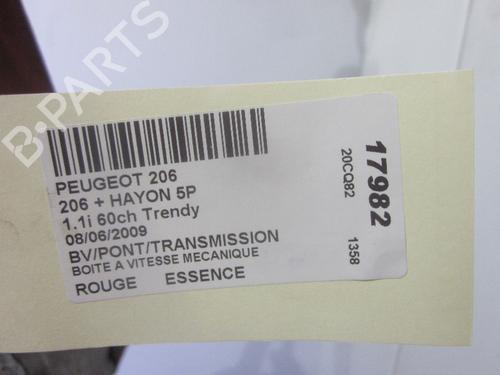 B-PARTS
PEUGEOT 206
206 + HAYON 5P
1.1i 60ch Trendy
08/06/2009
BV/PONT/TRANSMISSION
BOITE A VITESSE MECANIQUE
ROUGE ESSENCE
17982
20CQ82
1358